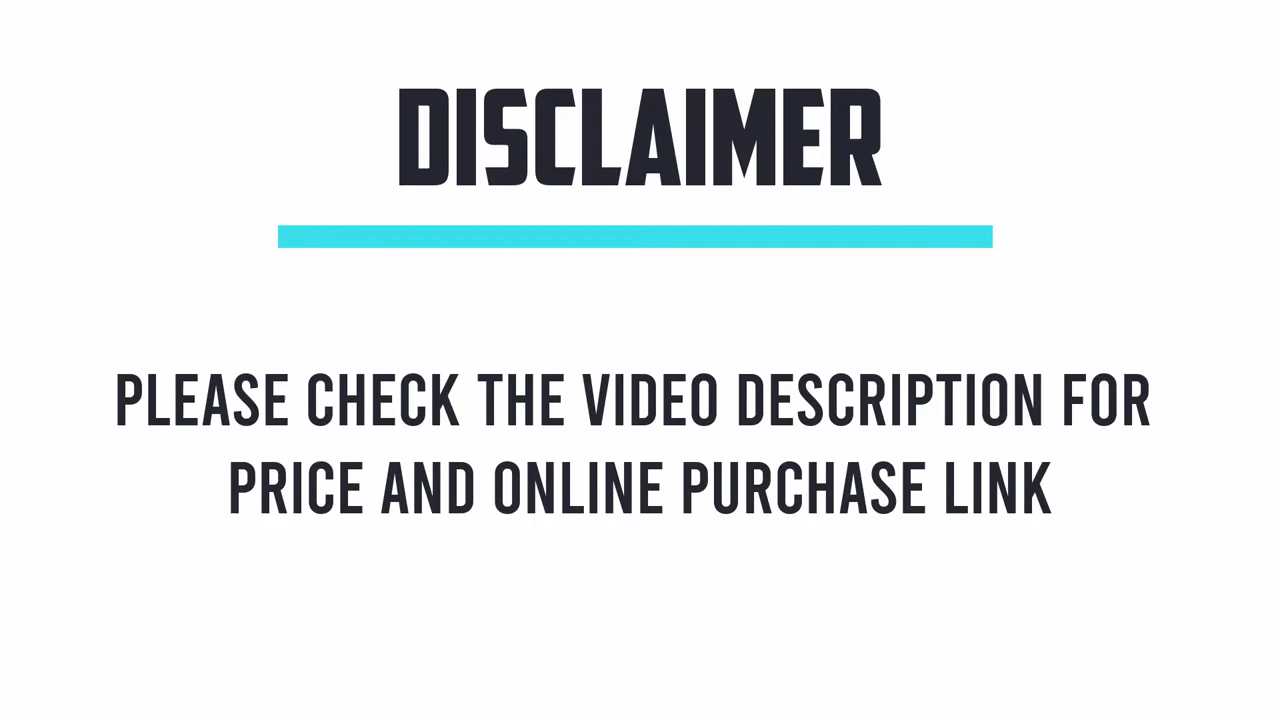 DISCLAIMER
PLEASE CHECK THE VIDEO DESCRIPTION FOR
PRICE AND ONLINE PURCHASE LINK